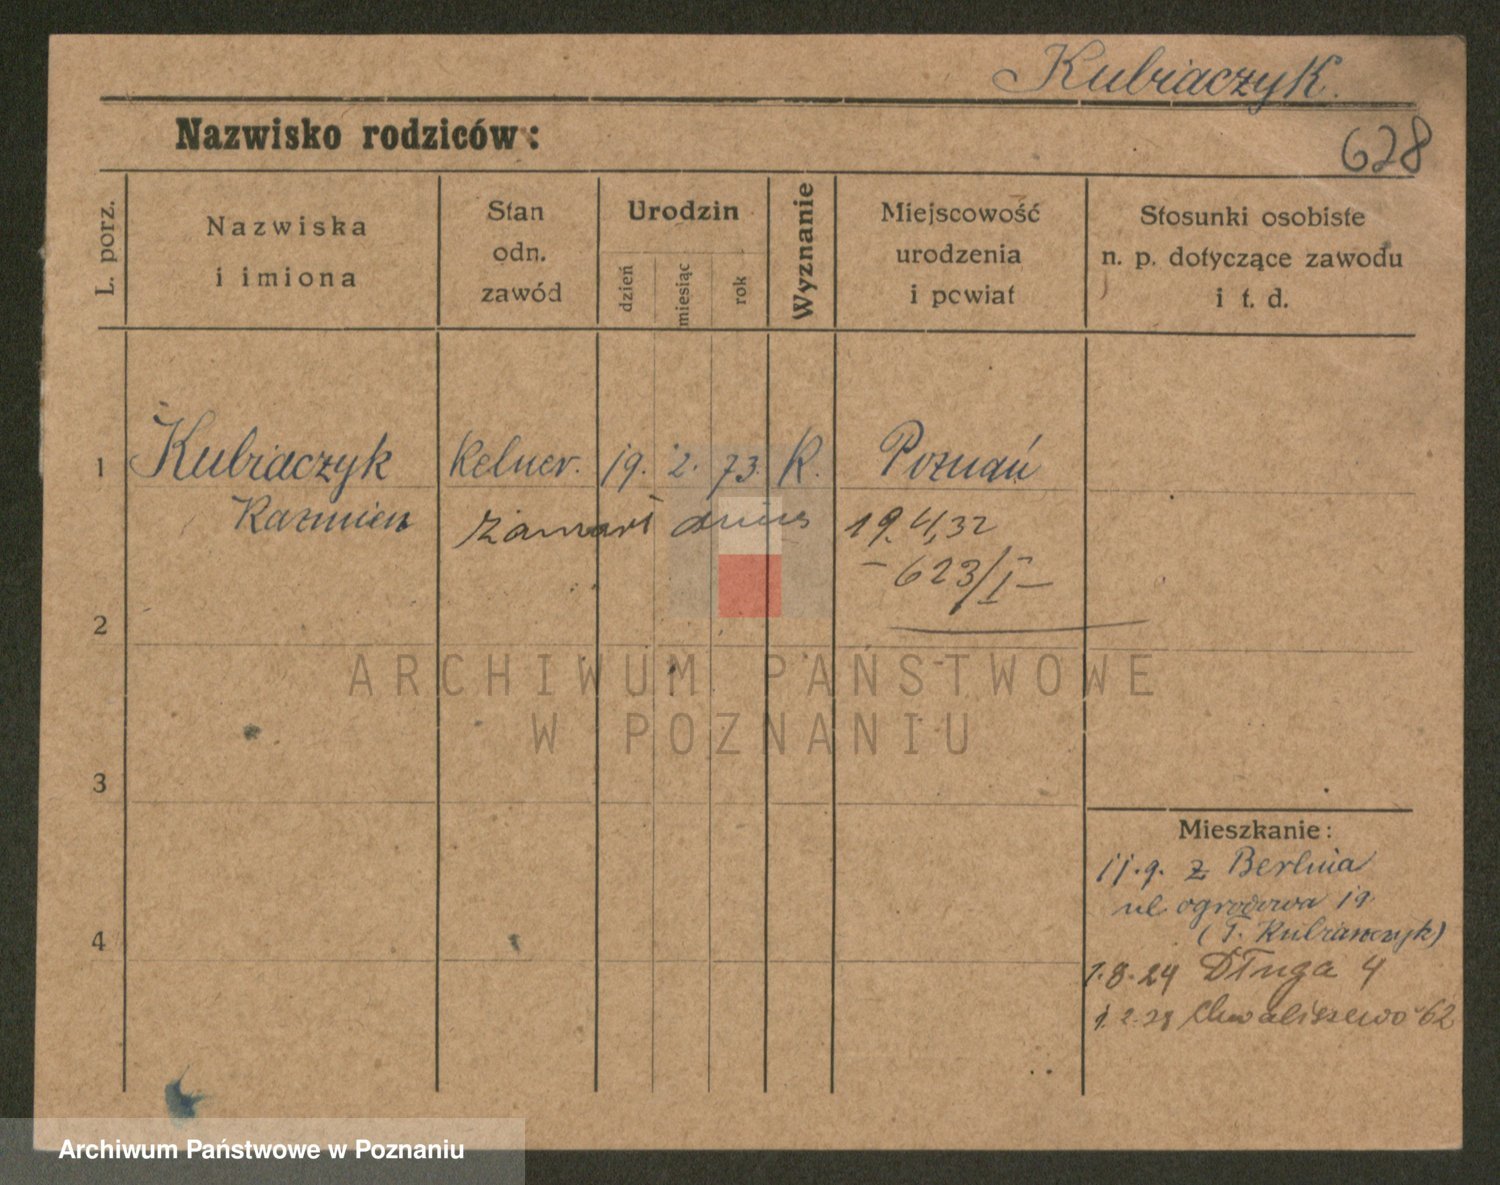 Kubiaczyk.
Nazwisko rodziców:
628
L. porz.
Nazwiska
i imiona
Stan
odn.
zawód
Urodzin
dzień
miesiąc
rok
Wyznanie
Miejscowość
urodzenia
i powiat
Stosunki osobiste
n. p. dotyczące zawodu
i t. d.
1 Kubiaczyk Kelner. 19. 2. 73. K. Poznań
Kazmierz
dnia 19.4.32
- 623/I -
2
ARCHIWUM PAŃSTWOWE
W POZNANIU
3
4
Mieszkanie:
11.9. z Berlina
ul ogrodowa 19
(T. Kubiaczyk)
1.8.24 Długa 4
1.2.28 Chwaliszewo 62
Archiwum Państwowe w Poznaniu